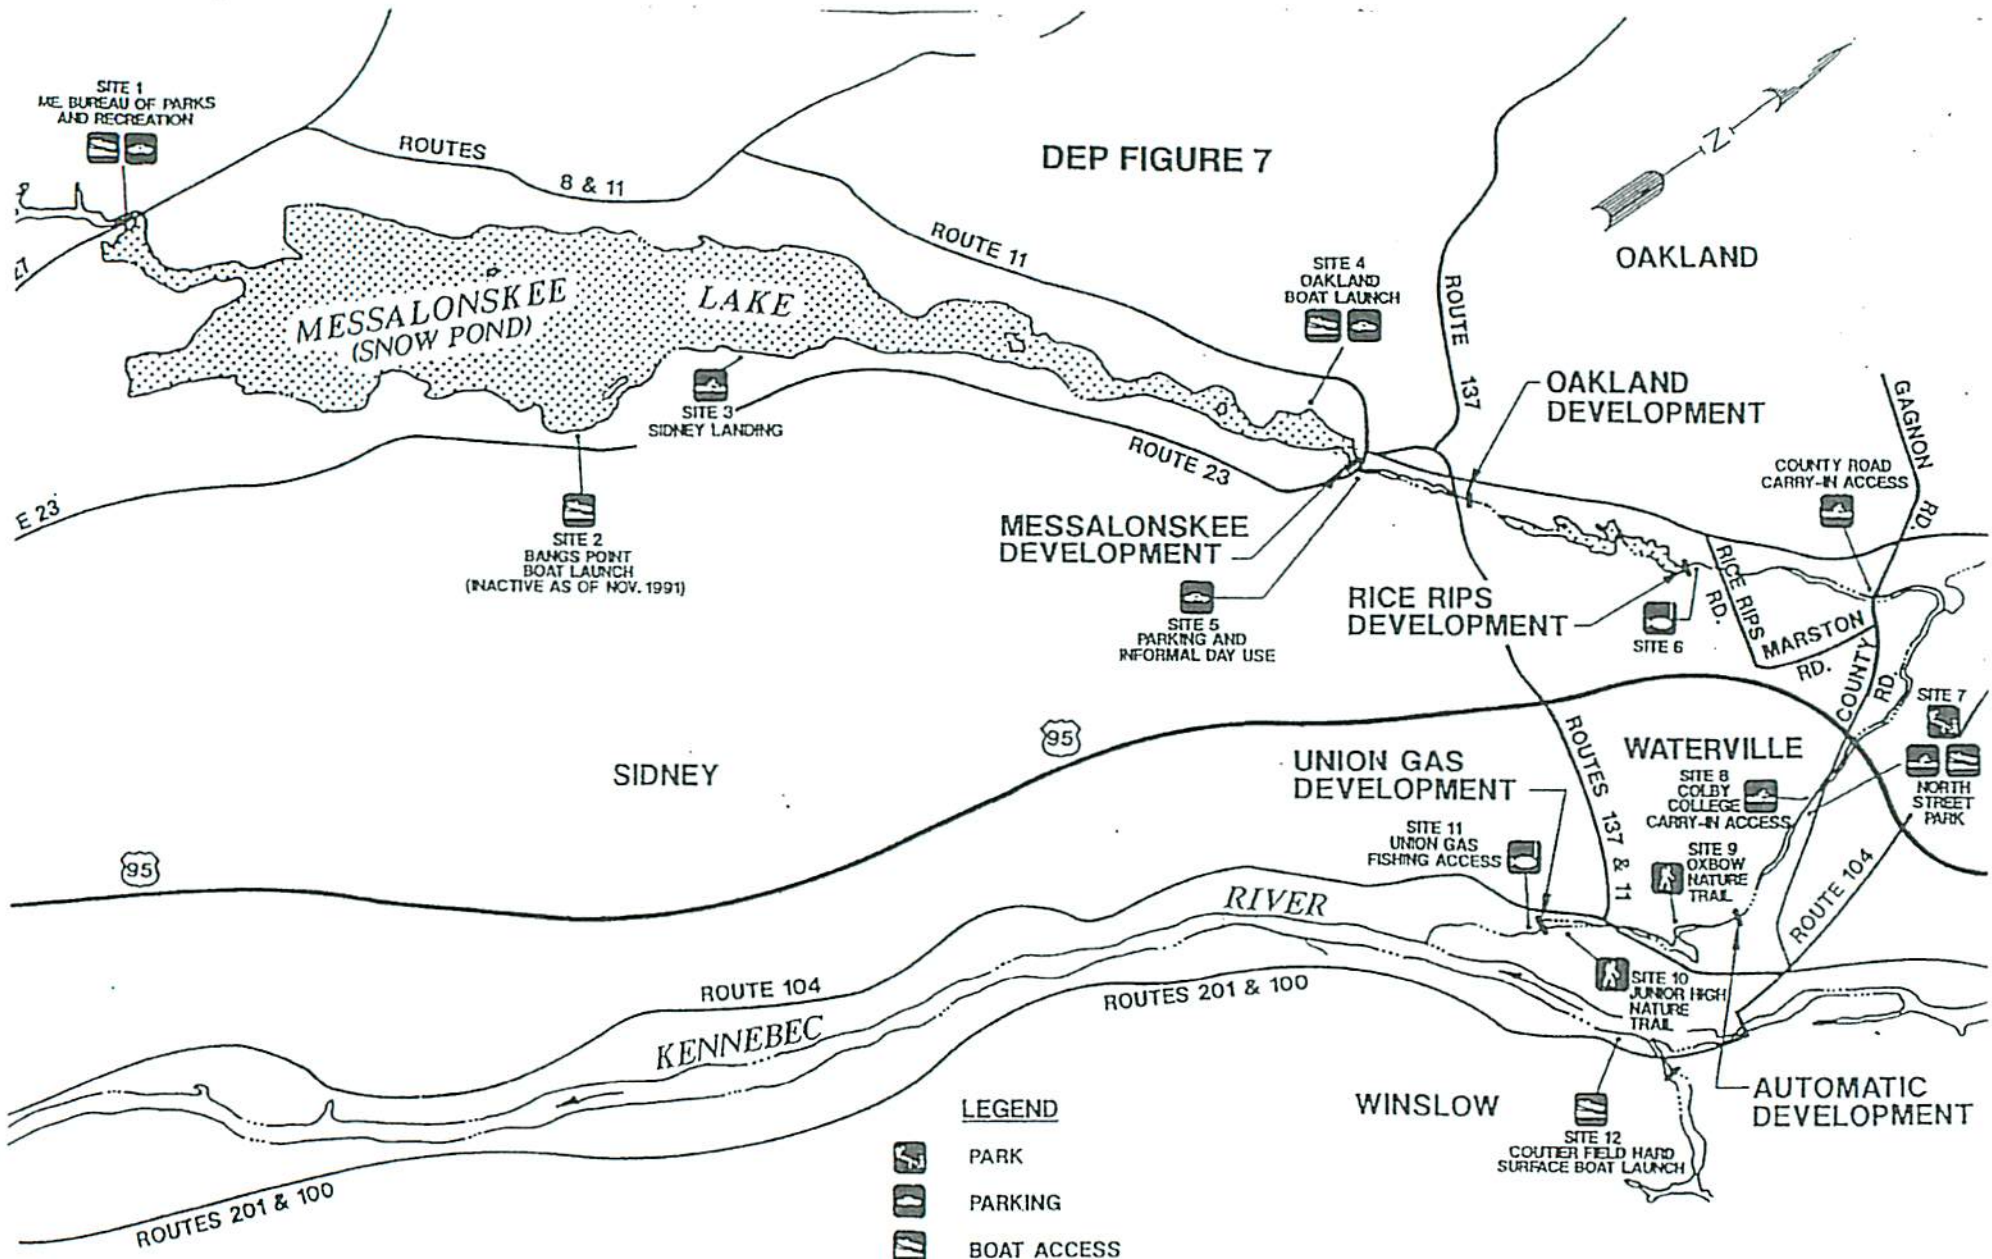 SITE 1
ME. BUREAU OF PARKS
AND RECREATION
ROUTES
8 & 11
DEP FIGURE 7
N
OAKLAND
ROUTE 11
SITE 4
OAKLAND
BOAT LAUNCH
ROUTE
137
MESSALONSKEE
(SNOW POND)
LAKE
SITE 3
SIDNEY LANDING
OAKLAND
DEVELOPMENT
GAGNON
RD.
ROUTE 23
COUNTY ROAD
CARRY-IN ACCESS
E 23
SITE 2
BANGS POINT
BOAT LAUNCH
(INACTIVE AS OF NOV. 1991)
MESSALONSKEE
DEVELOPMENT
SITE 5
PARKING AND
INFORMAL DAY USE
RICE RIPS
DEVELOPMENT
SITE 6
RICE RIPS
RD.
MARSTON
RD.
COUNTY
RD.
SITE 7
NORTH
STREET
PARK
95
SIDNEY
UNION GAS
DEVELOPMENT
ROUTES 137 & 11
WATERVILLE
SITE 8
COLBY
COLLEGE
CARRY-IN ACCESS
SITE 11
UNION GAS
FISHING ACCESS
SITE 9
OXBOW
NATURE
TRAIL
ROUTE 104
95
RIVER
ROUTE 104
ROUTES 201 & 100
SITE 10
JUNIOR HIGH
NATURE
TRAIL
KENNEBEC
WINSLOW
AUTOMATIC
DEVELOPMENT
SITE 12
COUTIER FIELD HARD
SURFACE BOAT LAUNCH
ROUTES 201 & 100
LEGEND
PARK
PARKING
BOAT ACCESS